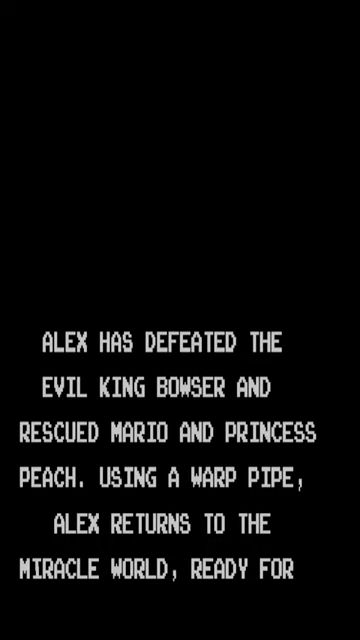 ALEX HAS DEFEATED THE
EVIL KING BOWSER AND
RESCUED MARIO AND PRINCESS
PEACH. USING A WARP PIPE,
ALEX RETURNS TO THE
MIRACLE WORLD, READY FOR